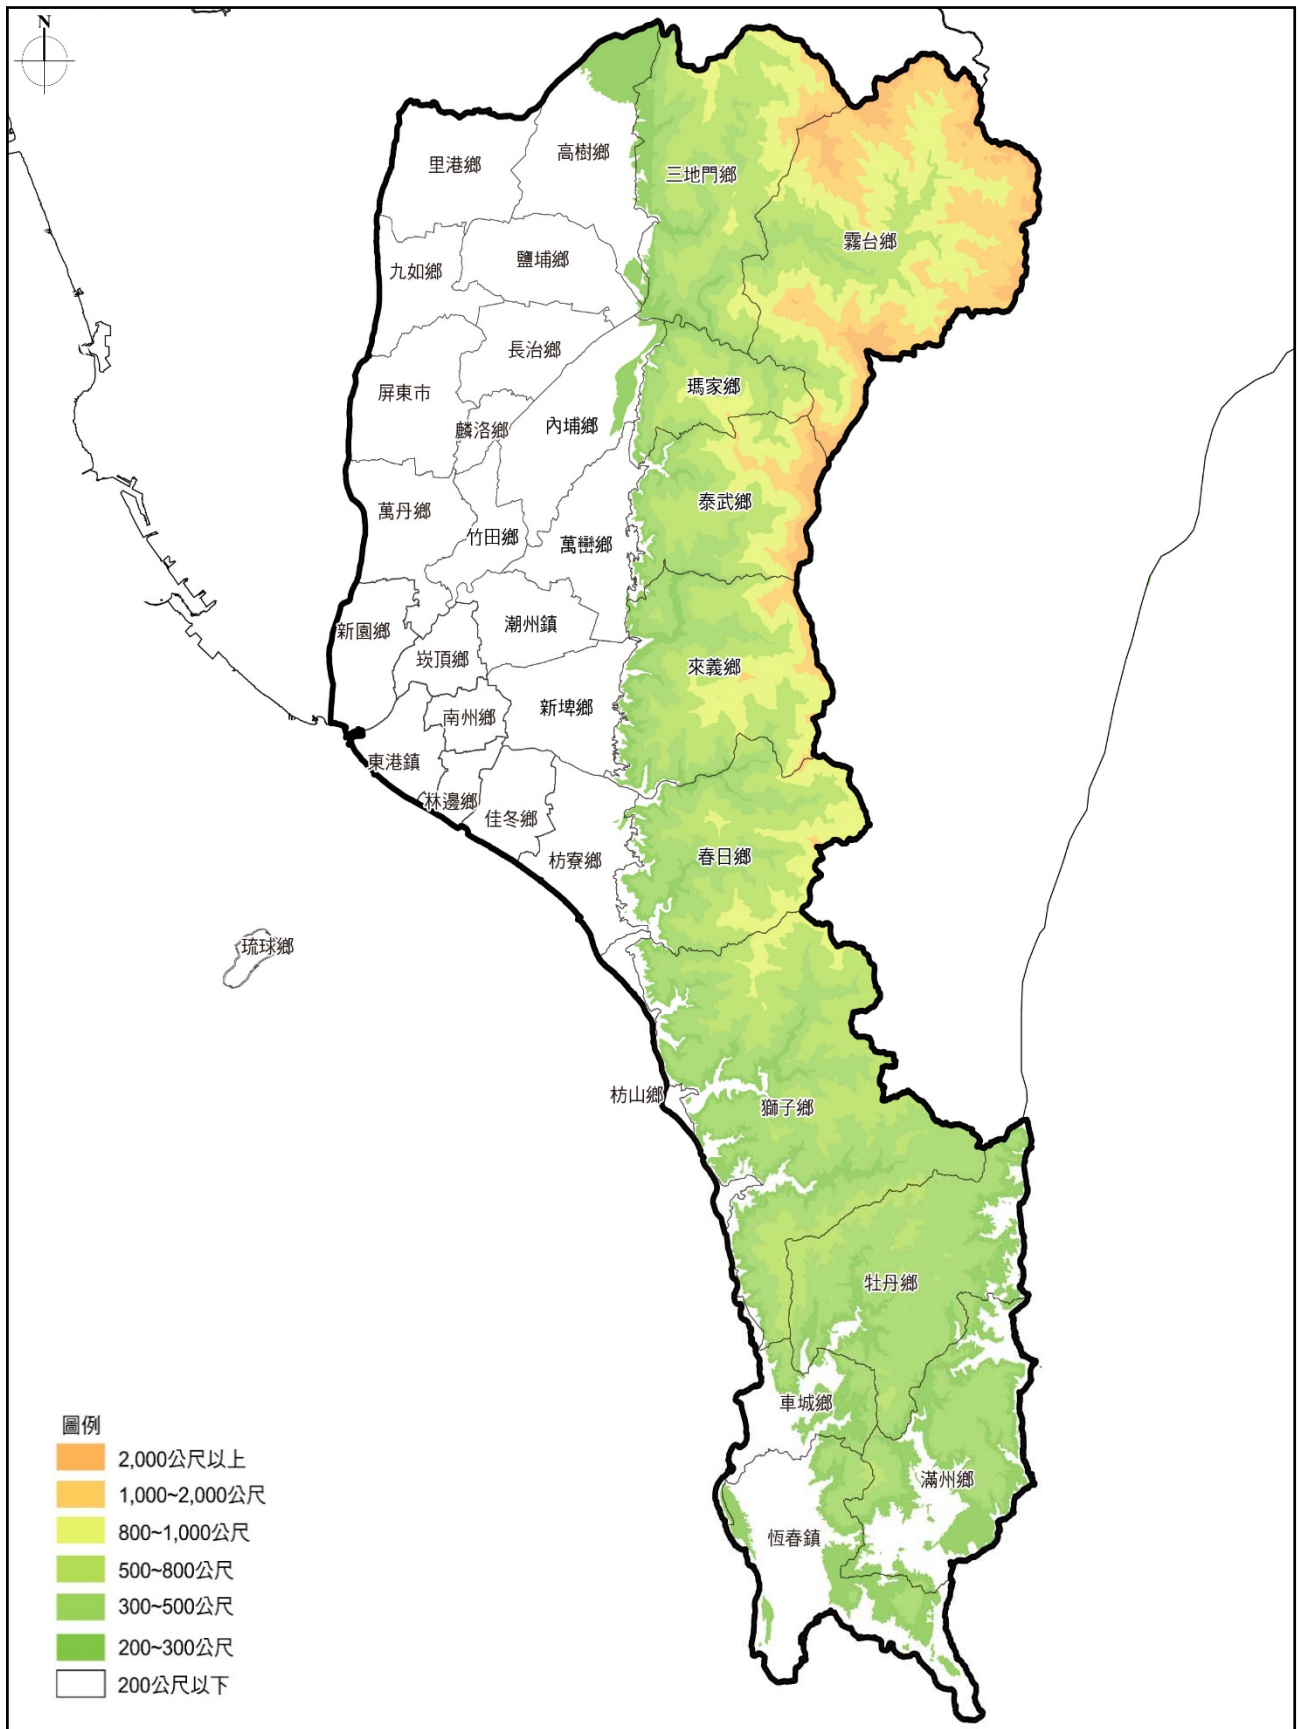 N
高樹鄉
里港鄉
三地門鄉
霧台鄉
鹽埔鄉
九如鄉
長治鄉
瑪家鄉
屏東市
內埔鄉
麟洛鄉
泰武鄉
萬丹鄉
竹田鄉
萬巒鄉
潮州鎮
新園鄉
崁頂鄉
來義鄉
新埤鄉
南州鄉
東港鎮
林邊鄉
佳冬鄉
枋寮鄉
春日鄉
琉球鄉
枋山鄉
獅子鄉
牡丹鄉
車城鄉
滿州鄉
恆春鎮
圖例
2,000公尺以上
1,000~2,000公尺
800~1,000公尺
500~800公尺
300~500公尺
200~300公尺
200公尺以下